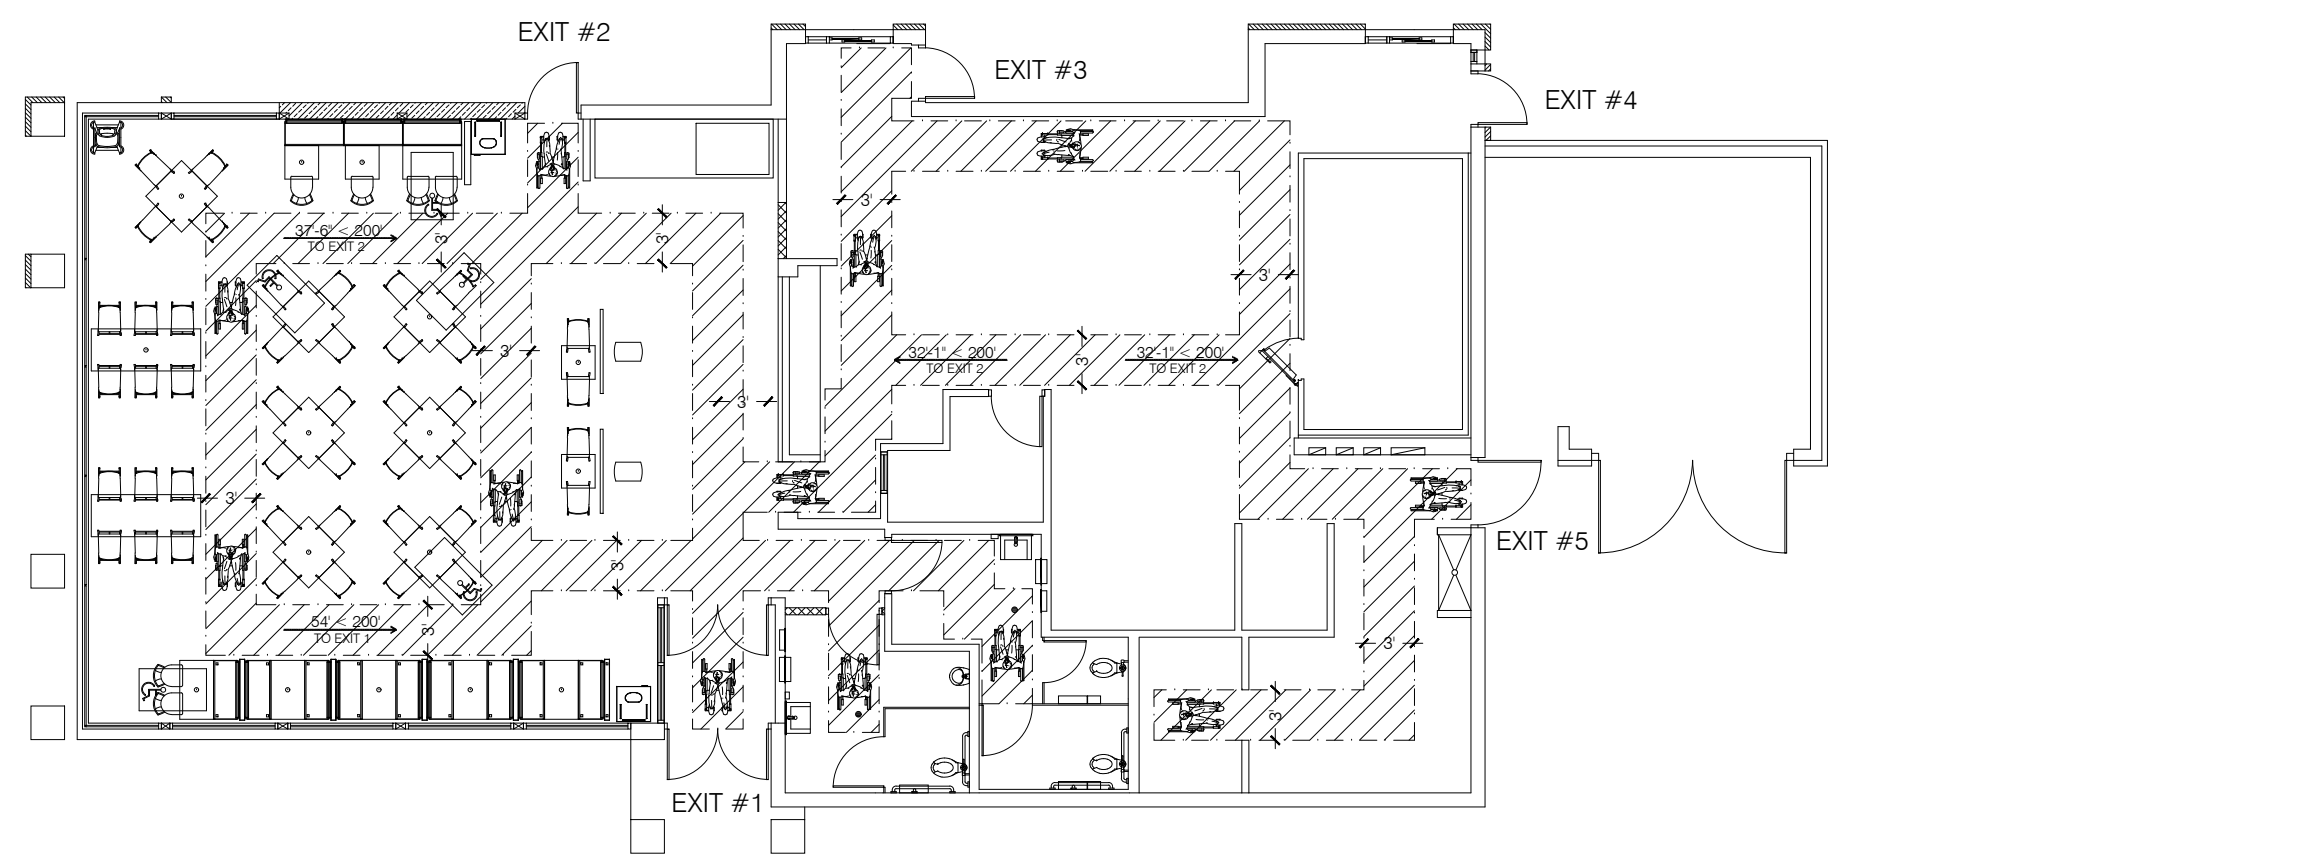 EXIT #2
EXIT #3
EXIT #4
3'
37'-6" < 200'
TO EXIT 2
3'
3'
3'
3'
32'-1" < 200'
TO EXIT 2
3'
32'-1" < 200'
TO EXIT 2
3'
3'
EXIT #5
3'
54' < 200'
TO EXIT 1
3'
3'
3'
EXIT #1